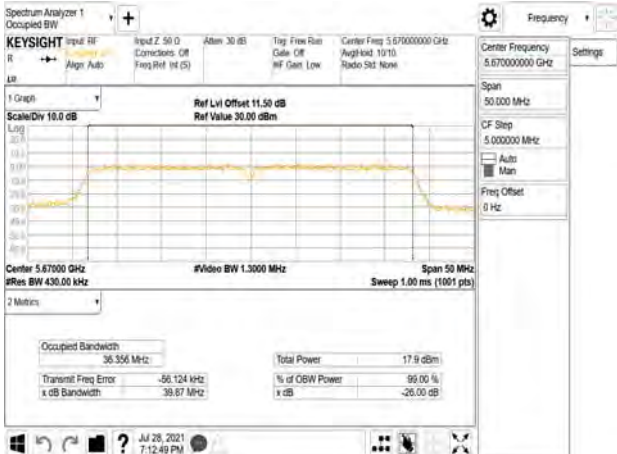 Spectrum Analyzer 1
Occupied BW
Frequency
KEYSIGHT Input: RF
R
Align: Auto
Input Z: 50 Ω
Corrections: Off
Freq Ref: Int (S)
Atten: 30 dB
Trig: Free Run
Gate: Off
#IF Gain: Low
Center Freq: 5.670000000 GHz
Avg|Hold: 10/10
Radio Std: None
Center Frequency
5.670000000 GHz
Settings
Span
50.000 MHz
CF Step
5.000000 MHz
Auto
Man
Freq Offset
0 Hz
1 Graph
Scale/Div 10.0 dB
Ref Lvl Offset 11.50 dB
Ref Value 30.00 dBm
Log
Center 5.67000 GHz
#Res BW 430.00 kHz
#Video BW 1.3000 MHz
Span 50 MHz
Sweep 1.00 ms (1001 pts)
2 Metrics
Occupied Bandwidth
36.356 MHz
Total Power 17.9 dBm
Transmit Freq Error -56.124 kHz
% of OBW Power 99.00 %
x dB Bandwidth 39.87 MHz
x dB -26.00 dB
?
Jul 28, 2021
7:12:49 PM